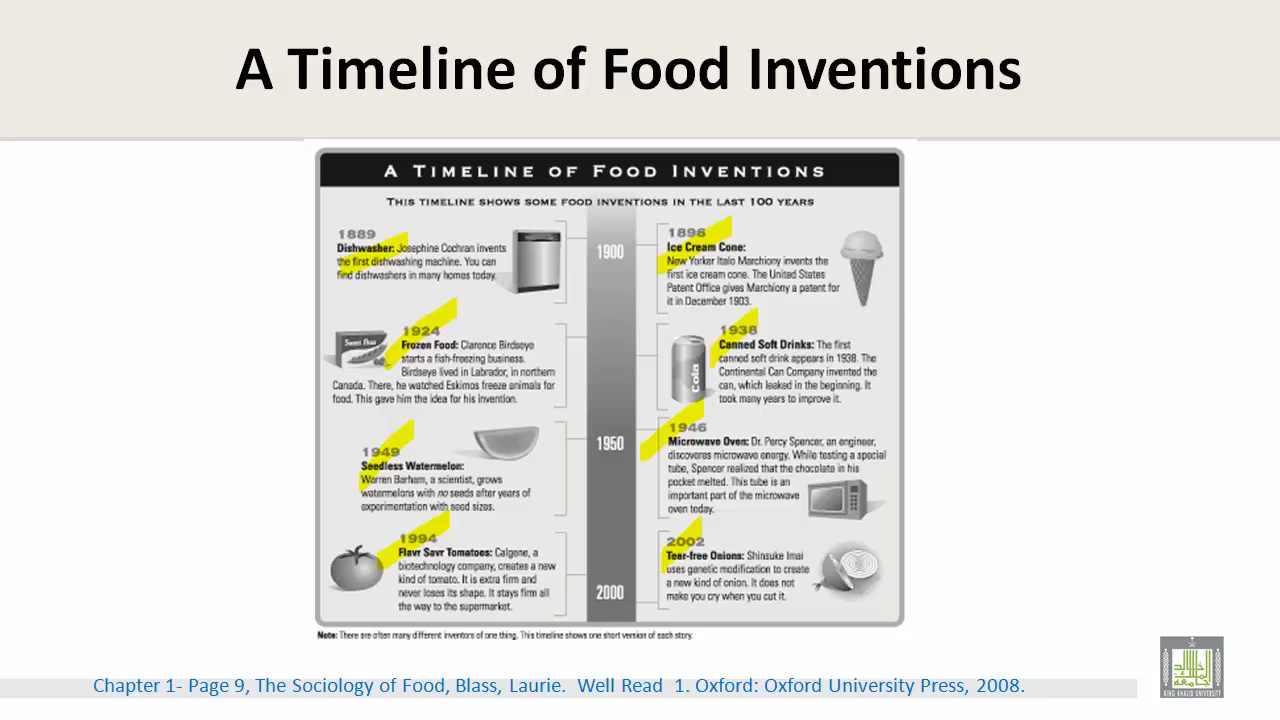 A Timeline of Food Inventions
A TIMELINE OF FOOD INVENTIONS
THIS TIMELINE SHOWS SOME FOOD INVENTIONS IN THE LAST 100 YEARS
1889
Dishwasher: Josephine Cochran invents
the first dishwashing machine. You can
find dishwashers in many homes today.
1900
1896
Ice Cream Cone:
New Yorker Italo Marchiony invents the
first ice cream cone. The United States
Patent Office gives Marchiony a patent for
it in December 1903.
1924
Frozen Food: Clarence Birdseye
starts a fish-freezing business.
Birdseye lived in Labrador, in northern
Canada. There, he watched Eskimos freeze animals for
food. This gave him the idea for his invention.
Cola
1938
Canned Soft Drinks: The first
canned soft drink appears in 1938. The
Continental Can Company invented the
can, which leaked in the beginning. It
took many years to improve it.
1949
Seedless Watermelon:
Warren Barham, a scientist, grows
watermelons with no seeds after years of
experimentation with seed sizes.
1950
1946
Microwave Oven: Dr. Percy Spencer, an engineer,
discovers microwave energy. While testing a special
tube, Spencer realized that the chocolate in his
pocket melted. This tube is an
important part of the microwave
oven today.
1994
Flavr Savr Tomatoes: Calgene, a
biotechnology company, creates a new
kind of tomato. It is extra firm and
never loses its shape. It stays firm all
the way to the supermarket.
2000
2002
Tear-free Onions: Shinsuke Imai
uses genetic modification to create
a new kind of onion. It does not
make you cry when you cut it.
Note: There are often many different inventors of one thing. This timeline shows one short version of each story.
Chapter 1- Page 9, The Sociology of Food, Blass, Laurie. Well Read 1. Oxford: Oxford University Press, 2008.
KING KHALID UNIVERSITY